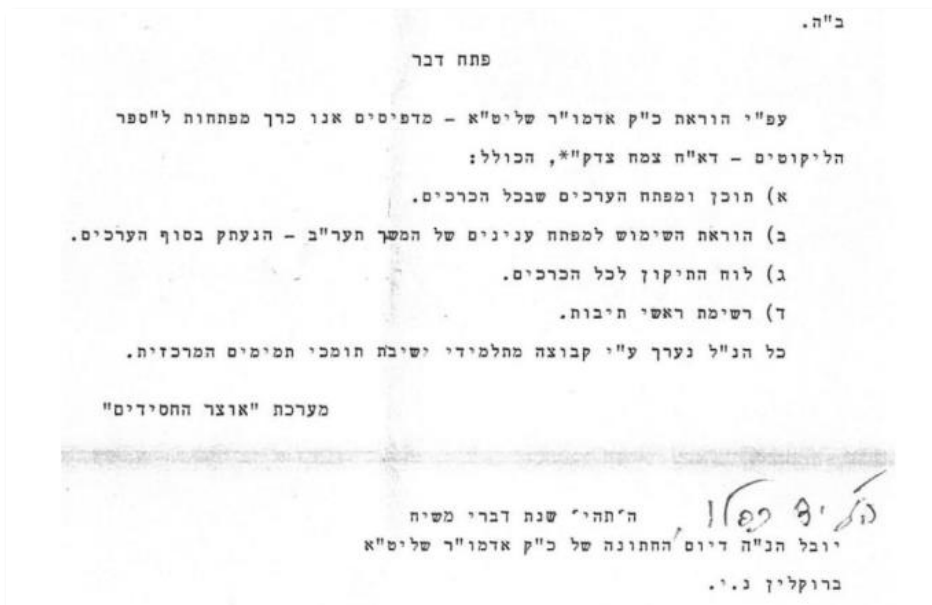 ב"ה.
פתח דבר
עפ"י הוראת כ"ק אדמו"ר שליט"א – מדפיסים אנו כרך מפתחות ל"ספר
הליקוטים – דא"ח צמח צדק"*, הכולל:
א) תוכן ומפתח הערכים שבכל הכרכים.
ב) הוראת השימוש למפתח ענינים של המשך תער"ב – הנעתק בסוף הערכים.
ג) לוח התיקון לכל הכרכים.
ד) רשימת ראשי תיבות.
כל הנ"ל נערך ע"י קבוצה מתלמידי ישיבת תומכי תמימים המרכזית.
מערכת "אוצר החסידים"
י"ד כסלו, ה'תהי' שנת דברי משיח
יובל הנ"ה דיום החתונה של כ"ק אדמו"ר שליט"א
ברוקלין נ.י.